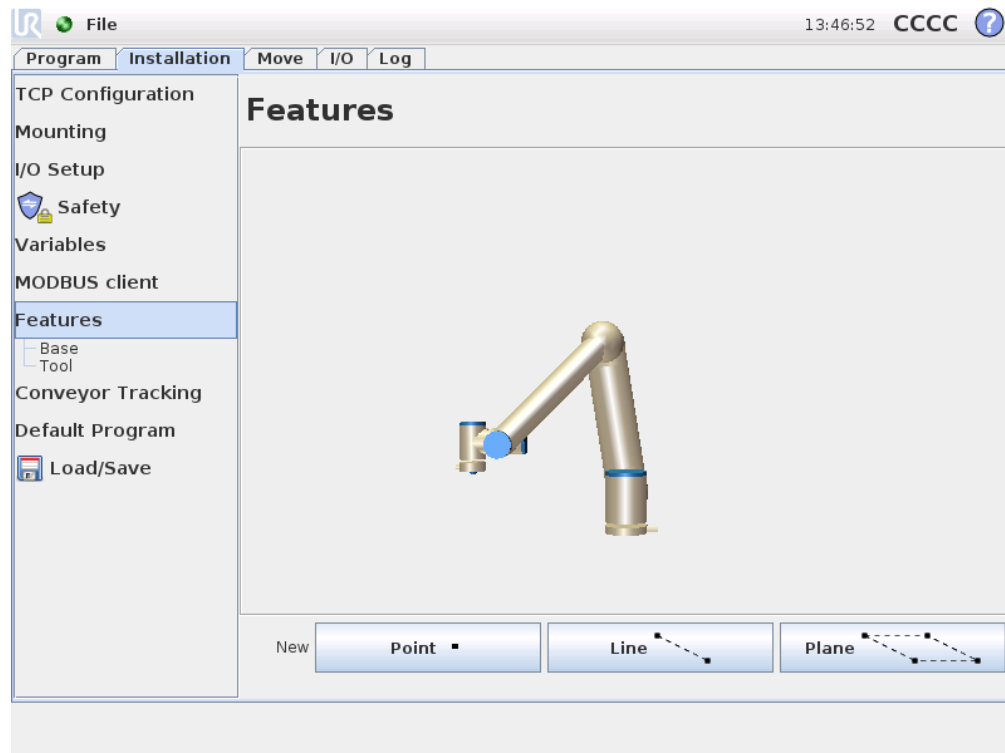 UR File 13:46:52 CCCC ?
Program Installation Move I/O Log
TCP Configuration
Features
Mounting
I/O Setup
Safety
Variables
MODBUS client
Features
Base
Tool
Conveyor Tracking
Default Program
Load/Save
New Point Line Plane